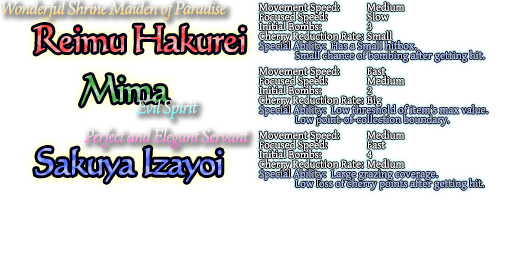 Wonderful Shrine Maiden of Paradise
Reimu Hakurei
Movement Speed: Medium
Focused Speed: Slow
Initial Bombs: 3
Cherry Reduction Rate: Small
Special Ability: Has a Small hitbox.
Small chance of bombing after getting hit.
Mima
Evil Spirit
Movement Speed: Fast
Focused Speed: Medium
Initial Bombs: 2
Cherry Reduction Rate: Big
Special Ability: Low threshold of item's max value.
Low point-of-collection boundary.
Perfect and Elegant Servant
Sakuya Izayoi
Movement Speed: Medium
Focused Speed: Fast
Initial Bombs: 4
Cherry Reduction Rate: Medium
Special Ability: Large grazing coverage.
Low loss of cherry points after getting hit.